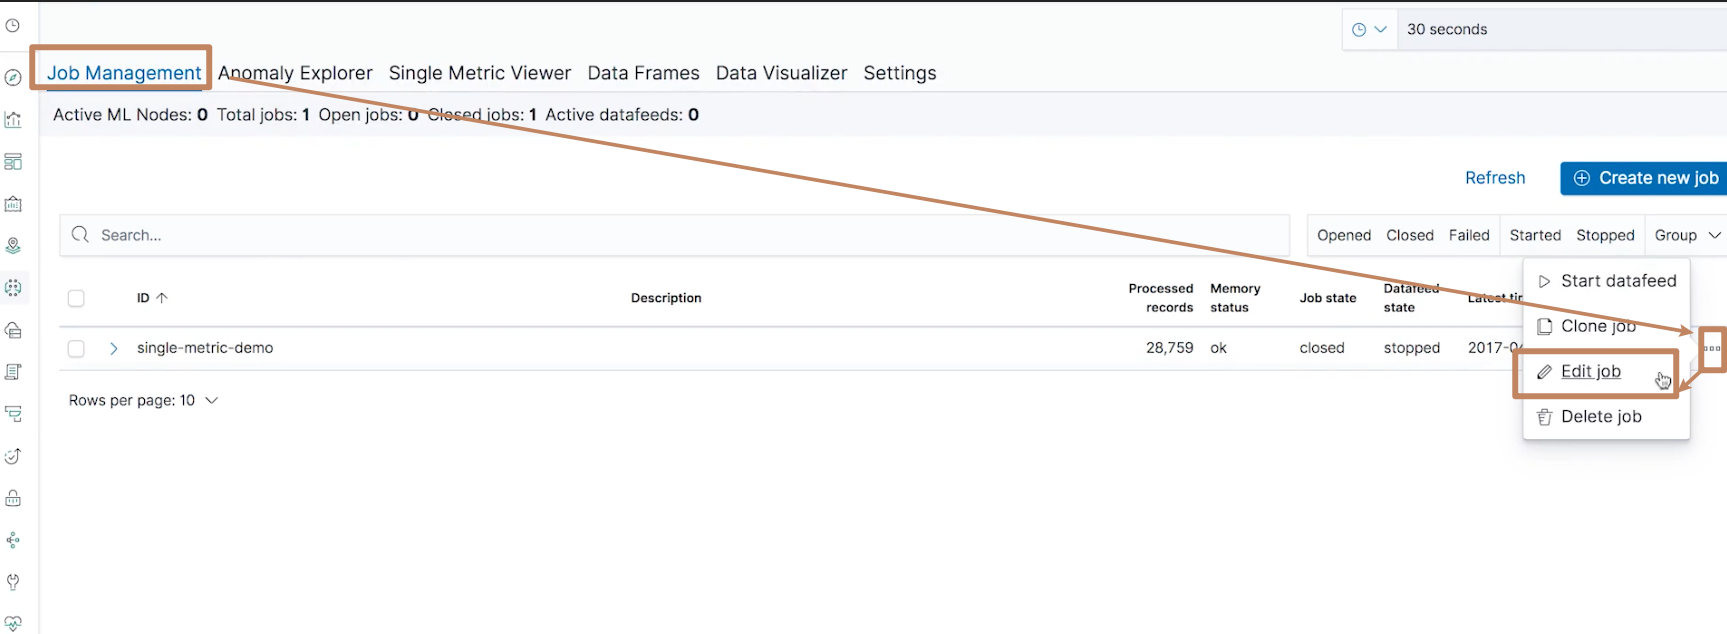 30 seconds
Job Management Anomaly Explorer Single Metric Viewer Data Frames Data Visualizer Settings
Active ML Nodes: 0 Total jobs: 1 Open jobs: 0 Closed jobs: 1 Active datafeeds: 0
Refresh Create new job
Search... Opened Closed Failed Started Stopped Group
Start datafeed
ID Description Processed records Memory status Job state Datafeed state Latest
Clone job
single-metric-demo 28,759 ok closed stopped 2017-0
Edit job
Rows per page: 10
Delete job